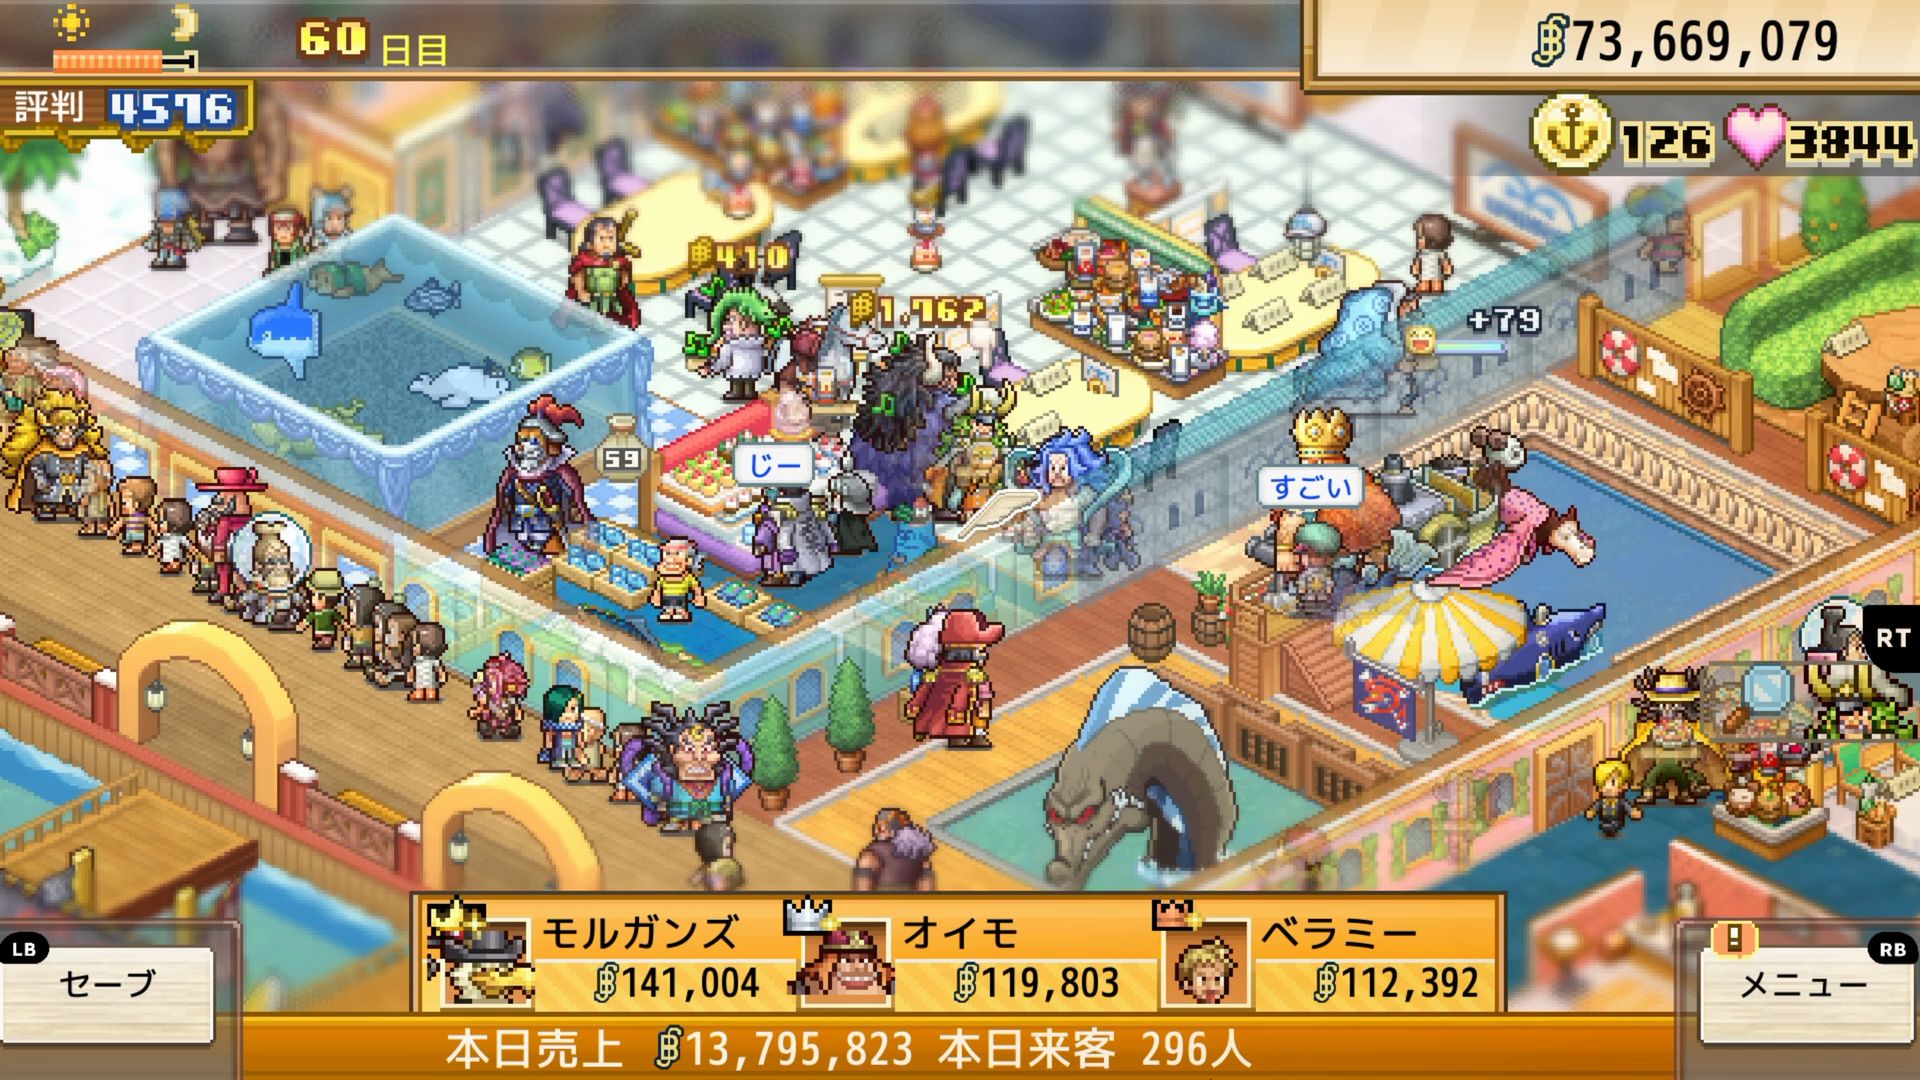 60日目
฿73,669,079
評判 4576
126 3844
฿410
฿1,767
+79
59
じー
すごい
RT
モルガンズ
฿141,004
オイモ
฿119,803
ベラミー
฿112,392
LB
セーブ
RB
メニュー
本日売上 ฿13,795,823 本日来客 296人